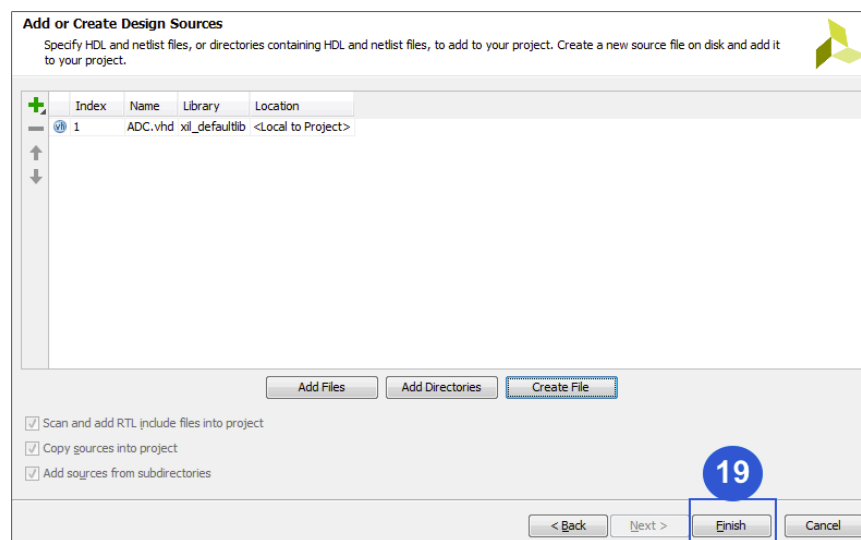 Add or Create Design Sources
Specify HDL and netlist files, or directories containing HDL and netlist files, to add to your project. Create a new source file on disk and add it
to your project.
Index Name Library Location
vh 1 ADC.vhd xil_defaultlib <Local to Project>
Add Files Add Directories Create File
Scan and add RTL include files into project
Copy sources into project
Add sources from subdirectories
19
< Back Next > Finish Cancel